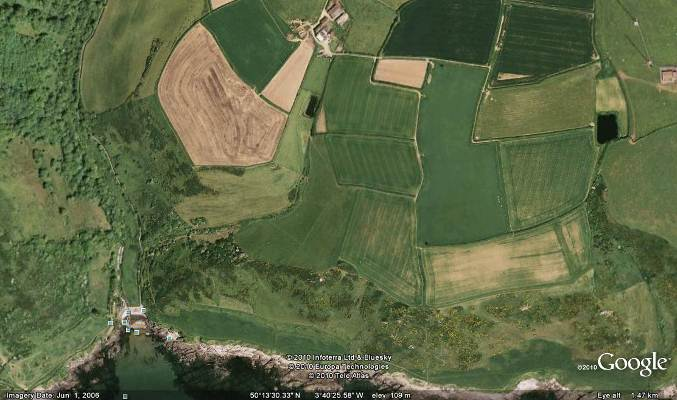 © 2010 Infoterra Ltd & Bluesky
© 2010 Europa Technologies
© 2010 Tele Atlas
©2010 Google
Imagery Date: Jun 1, 2006
50°13'30.33" N 3°40'25.58" W elev 109 m
Eye alt 1.47 km